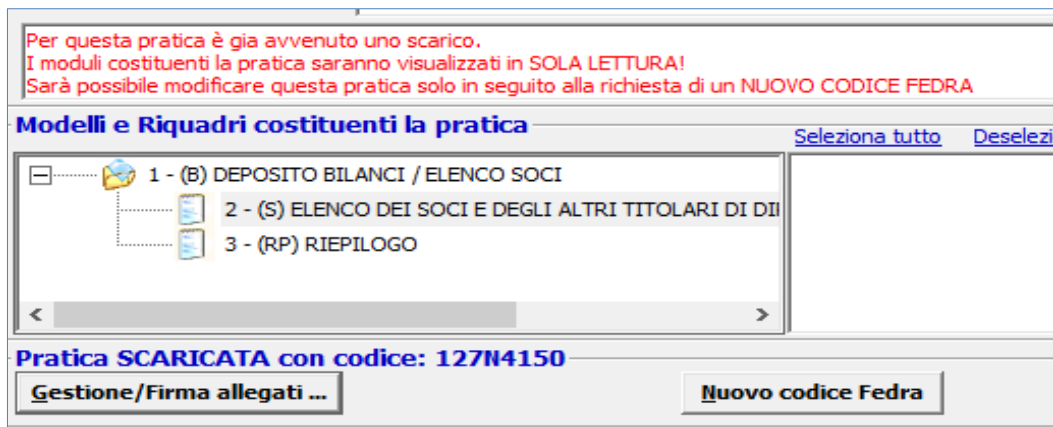 Per questa pratica è gia avvenuto uno scarico.
I moduli costituenti la pratica saranno visualizzati in SOLA LETTURA!
Sarà possibile modificare questa pratica solo in seguito alla richiesta di un NUOVO CODICE FEDRA
Modelli e Riquadri costituenti la pratica
Seleziona tutto Deselezi
1 - (B) DEPOSITO BILANCI / ELENCO SOCI
2 - (S) ELENCO DEI SOCI E DEGLI ALTRI TITOLARI DI DI
3 - (RP) RIEPILOGO
Pratica SCARICATA con codice: 127N4150
Gestione/Firma allegati ...
Nuovo codice Fedra